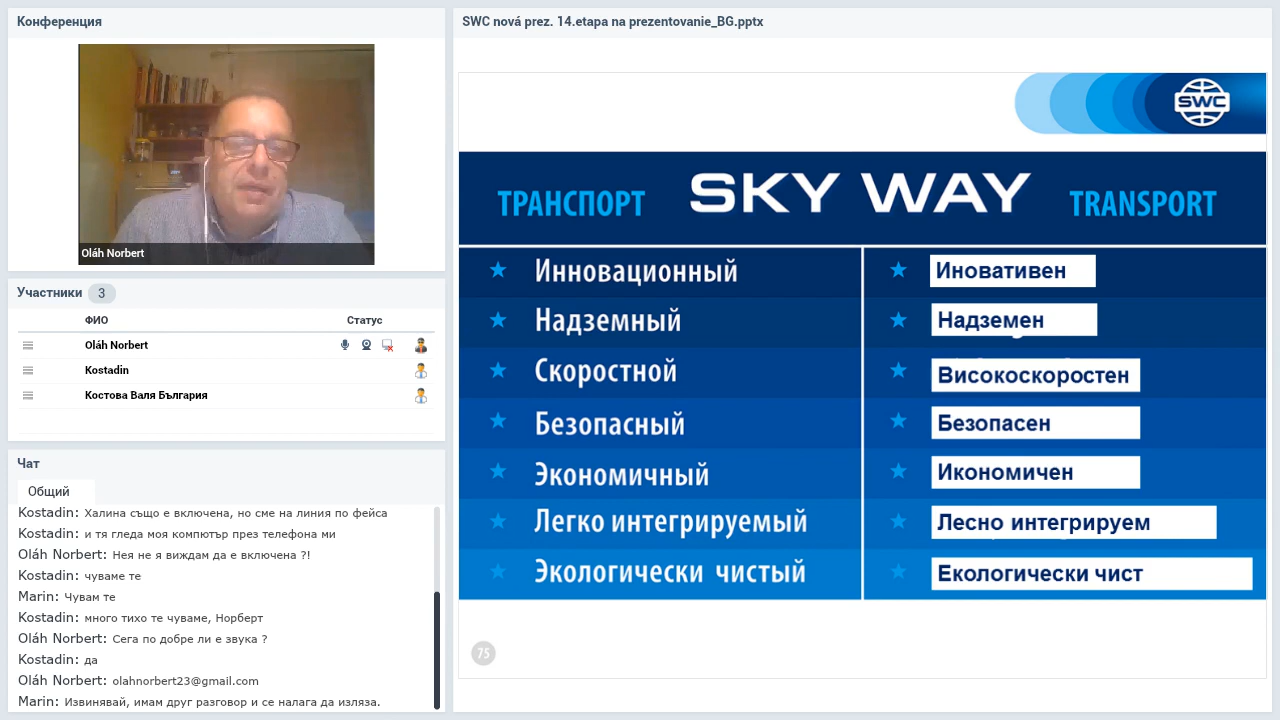 Конференция
Oláh Norbert
Участники 3
ФИО Статус
Oláh Norbert
Kostadin
Костова Валя България
Чат
Общий
Kostadin: Халина също е включена, но сме на линия по фейса
Kostadin: и тя гледа моя компютър през телефона ми
Oláh Norbert: Нея не я виждам да е включена ?!
Kostadin: чуваме те
Marin: Чувам те
Kostadin: много тихо те чуваме, Норберт
Oláh Norbert: Сега по добре ли е звука ?
Kostadin: да
Oláh Norbert: olahnorbert23@gmail.com
Marin: Извинявай, имам друг разговор и се налага да изляза.
SWC nová prez. 14.etapa na prezentovanie_BG.pptx
SWC
ТРАНСПОРТ SKY WAY TRANSPORT
Инновационный Иновативен
Надземный Надземен
Скоростной Високоскоростен
Безопасный Безопасен
Экономичный Икономичен
Легко интегрируемый Лесно интегрируем
Экологически чистый Екологически чист
75